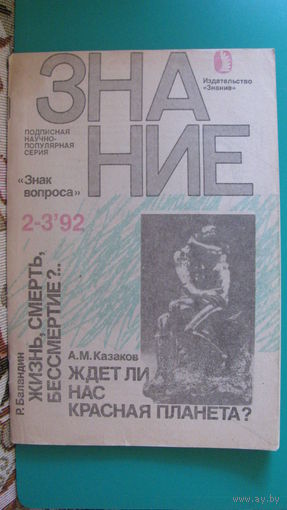 ЗНА
НИЕ
Издательство
«Знание»
ПОДПИСНАЯ
НАУЧНО-
ПОПУЛЯРНАЯ
СЕРИЯ
«Знак
вопроса»
2-3'92
Р. Баландин
ЖИЗНЬ, СМЕРТЬ,
БЕССМЕРТИЕ?..
А.М. Казаков
ЖДЕТ ЛИ
НАС
КРАСНАЯ ПЛАНЕТА?
ay.by